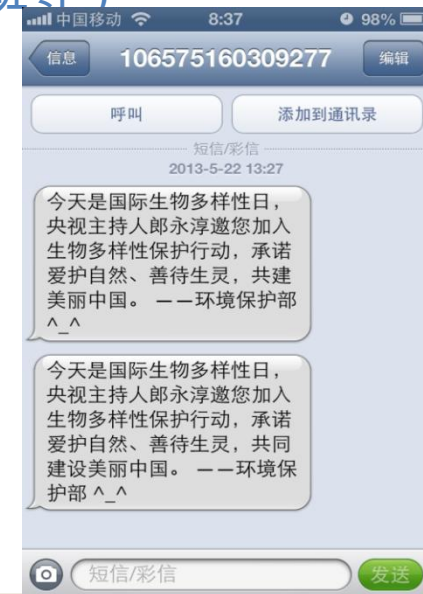 中国移动 8:37 98%
信息 106575160309277 编辑
呼叫 添加到通讯录
短信/彩信
2013-5-22 13:27
今天是国际生物多样性日，
央视主持人郎永淳邀您加入
生物多样性保护行动，承诺
爱护自然、善待生灵，共建
美丽中国。 ——环境保护部
^_^
今天是国际生物多样性日，
央视主持人郎永淳邀您加入
生物多样性保护行动，承诺
爱护自然、善待生灵，共同
建设美丽中国。 ——环境保
护部 ^_^
短信/彩信 发送